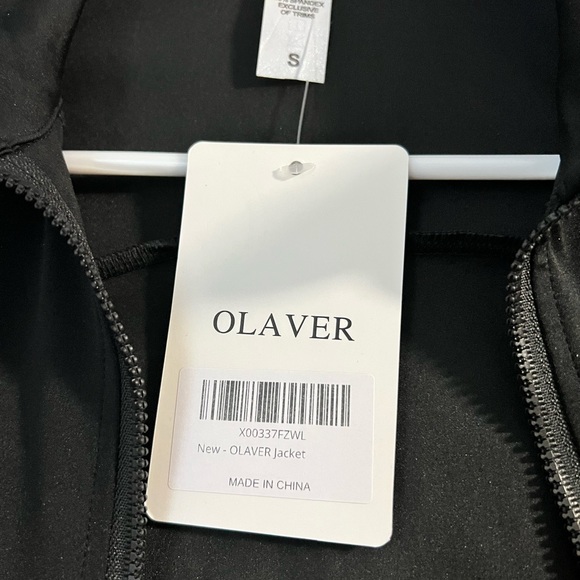 SPANDEX
EXCLUSIVE
OF TRIMS
S
OLAVER
X00337FZWL
New - OLAVER Jacket
MADE IN CHINA